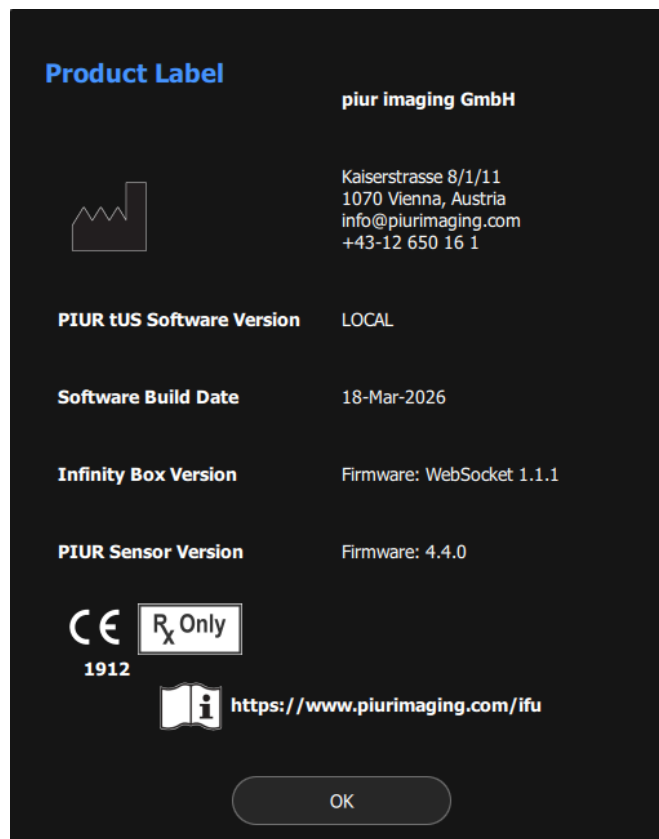 Product Label
piur imaging GmbH
Kaiserstrasse 8/1/11
1070 Vienna, Austria
info@piurimaging.com
+43-12 650 16 1
PIUR tUS Software Version LOCAL
Software Build Date 18-Mar-2026
Infinity Box Version Firmware: WebSocket 1.1.1
PIUR Sensor Version Firmware: 4.4.0
CE Rx Only
1912
i https://www.piurimaging.com/ifu
OK